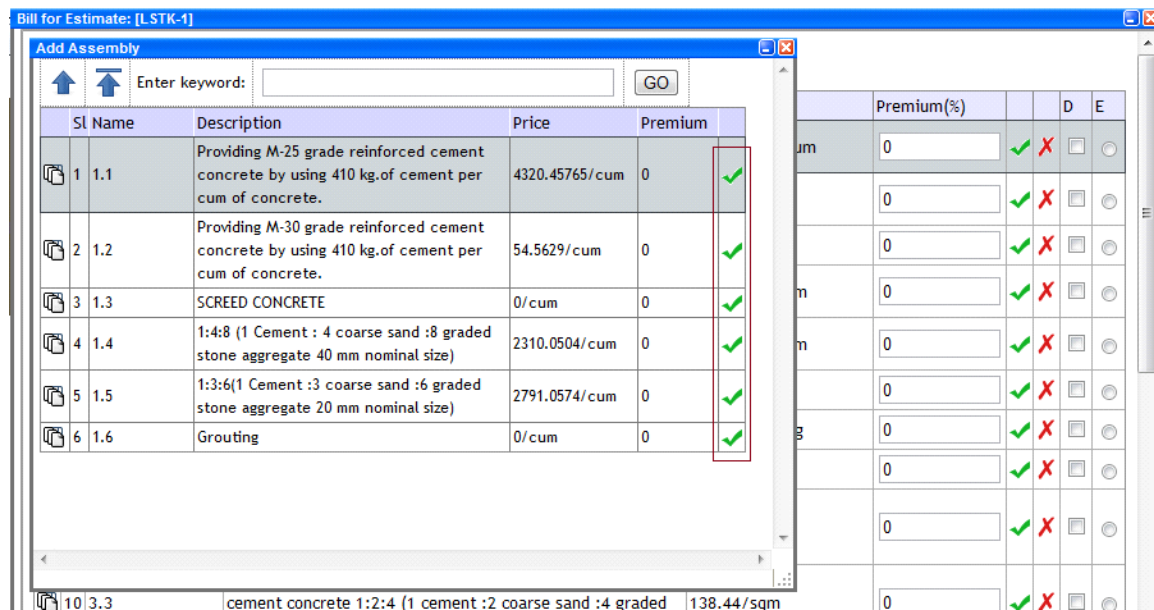 Bill for Estimate: [LSTK-1]
Add Assembly
Enter keyword: GO
Sl Name Description Price Premium
1 1.1 Providing M-25 grade reinforced cement concrete by using 410 kg.of cement per cum of concrete. 4320.45765/cum 0
2 1.2 Providing M-30 grade reinforced cement concrete by using 410 kg.of cement per cum of concrete. 54.5629/cum 0
3 1.3 SCREED CONCRETE 0/cum 0
4 1.4 1:4:8 (1 Cement : 4 coarse sand :8 graded stone aggregate 40 mm nominal size) 2310.0504/cum 0
5 1.5 1:3:6(1 Cement :3 coarse sand :6 graded stone aggregate 20 mm nominal size) 2791.0574/cum 0
6 1.6 Grouting 0/cum 0
Premium(%) D E
0
0
0
0
0
0
0
0
0
10 3.3 cement concrete 1:2:4 (1 cement :2 coarse sand :4 graded 138.44/sqm 0